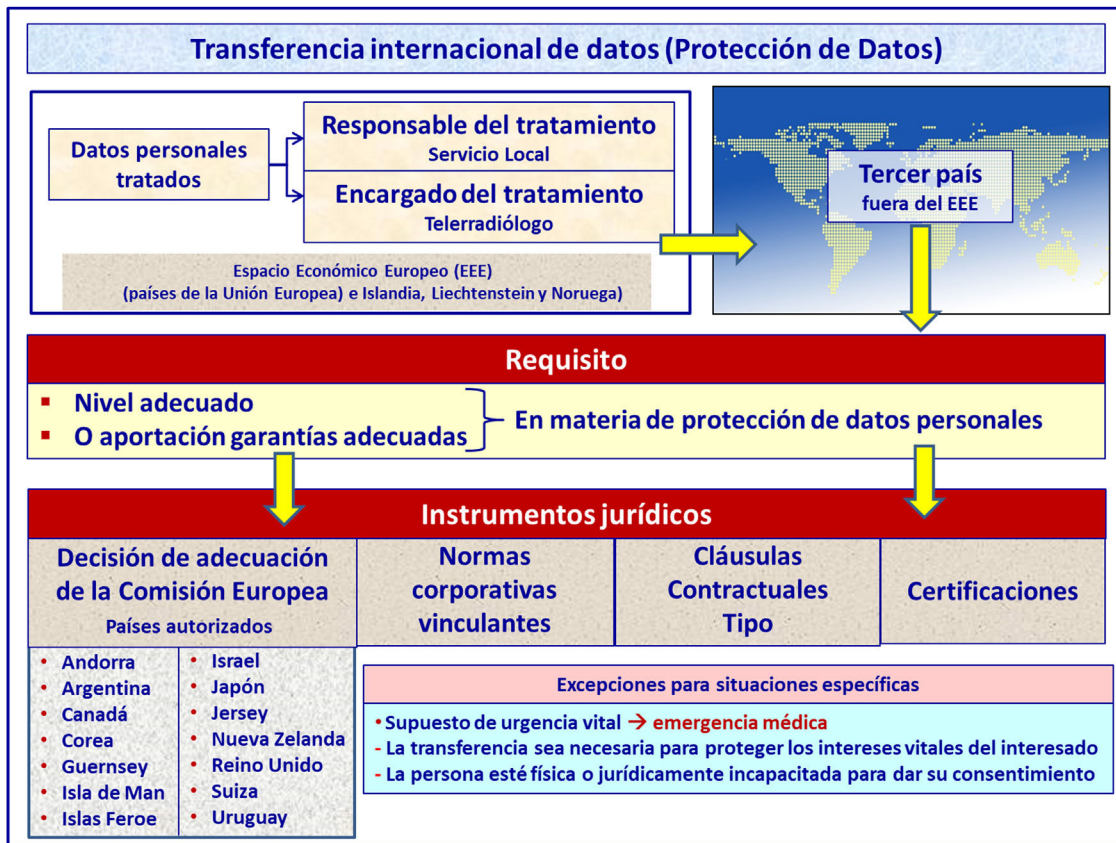 Transferencia internacional de datos (Protección de Datos)
Datos personales
tratados
Responsable del tratamiento
Servicio Local
Encargado del tratamiento
Telerradiólogo
Espacio Económico Europeo (EEE)
(países de la Unión Europea) e Islandia, Liechtenstein y Noruega)
Tercer país
fuera del EEE
Requisito
▪ Nivel adecuado
▪ O aportación garantías adecuadas
En materia de protección de datos personales
Instrumentos jurídicos
Decisión de adecuación
de la Comisión Europea
Países autorizados
Normas
corporativas
vinculantes
Cláusulas
Contractuales
Tipo
Certificaciones
• Andorra
• Argentina
• Canadá
• Corea
• Guernsey
• Isla de Man
• Islas Feroe
• Israel
• Japón
• Jersey
• Nueva Zelanda
• Reino Unido
• Suiza
• Uruguay
Excepciones para situaciones específicas
• Supuesto de urgencia vital → emergencia médica
- La transferencia sea necesaria para proteger los intereses vitales del interesado
- La persona esté física o jurídicamente incapacitada para dar su consentimiento